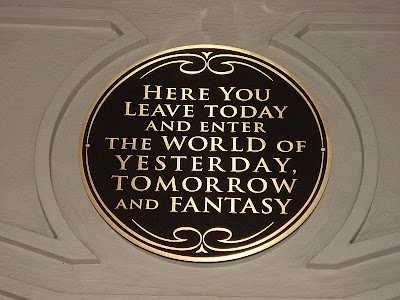 HERE YOU
LEAVE TODAY
AND ENTER
THE WORLD OF
YESTERDAY,
TOMORROW
AND FANTASY